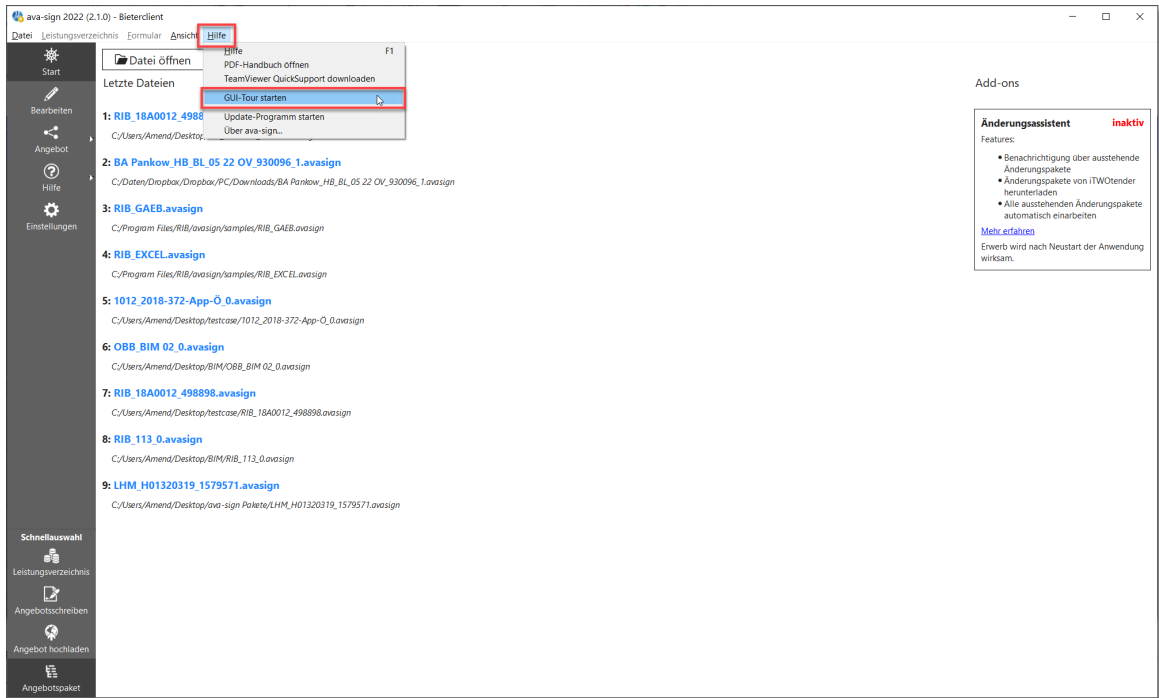 ava-sign 2022 (2.1.0) - Bieterclient
Datei Leistungsverzeichnis Formular Ansicht Hilfe
Start
Bearbeiten
Angebot
Hilfe
Einstellungen
Schnellauswahl
Leistungsverzeichnis
Angebotsschreiben
Angebot hochladen
Angebotspaket
Datei öffnen
Letzte Dateien
Hilfe F1
PDF-Handbuch öffnen
TeamViewer QuickSupport downloaden
GUI-Tour starten
Update-Programm starten
Über ava-sign...
1: RIB_18A0012_4988
C:/Users/Amend/Desktop/
2: BA Pankow_HB_BL_05 22 OV_930096_1.avasign
C:/Daten/Dropbox/Dropbox/PC/Downloads/BA Pankow_HB_BL_05 22 OV_930096_1.avasign
3: RIB_GAEB.avasign
C:/Program Files/RIB/avasign/samples/RIB_GAEB.avasign
4: RIB_EXCEL.avasign
C:/Program Files/RIB/avasign/samples/RIB_EXCEL.avasign
5: 1012_2018-372-App-Ö_0.avasign
C:/Users/Amend/Desktop/testcase/1012_2018-372-App-Ö_0.avasign
6: OBB_BIM 02_0.avasign
C:/Users/Amend/Desktop/BIM/OBB_BIM 02_0.avasign
7: RIB_18A0012_498898.avasign
C:/Users/Amend/Desktop/testcase/RIB_18A0012_498898.avasign
8: RIB_113_0.avasign
C:/Users/Amend/Desktop/BIM/RIB_113_0.avasign
9: LHM_H01320319_1579571.avasign
C:/Users/Amend/Desktop/ava-sign Pakete/LHM_H01320319_1579571.avasign
Add-ons
Änderungsassistent inaktiv
Features:
• Benachrichtigung über ausstehende
Änderungspakete
• Änderungspakete von iTWOtender
herunterladen
• Alle ausstehenden Änderungspakete
automatisch einarbeiten
Mehr erfahren
Erwerb wird nach Neustart der Anwendung
wirksam.